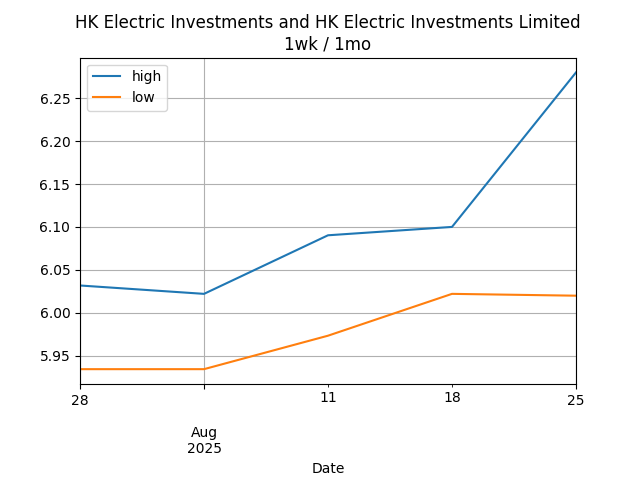 HK Electric Investments and HK Electric Investments Limited
1wk / 1mo
high
low
6.25
6.20
6.15
6.10
6.05
6.00
5.95
28
11
18
25
Aug
2025
Date